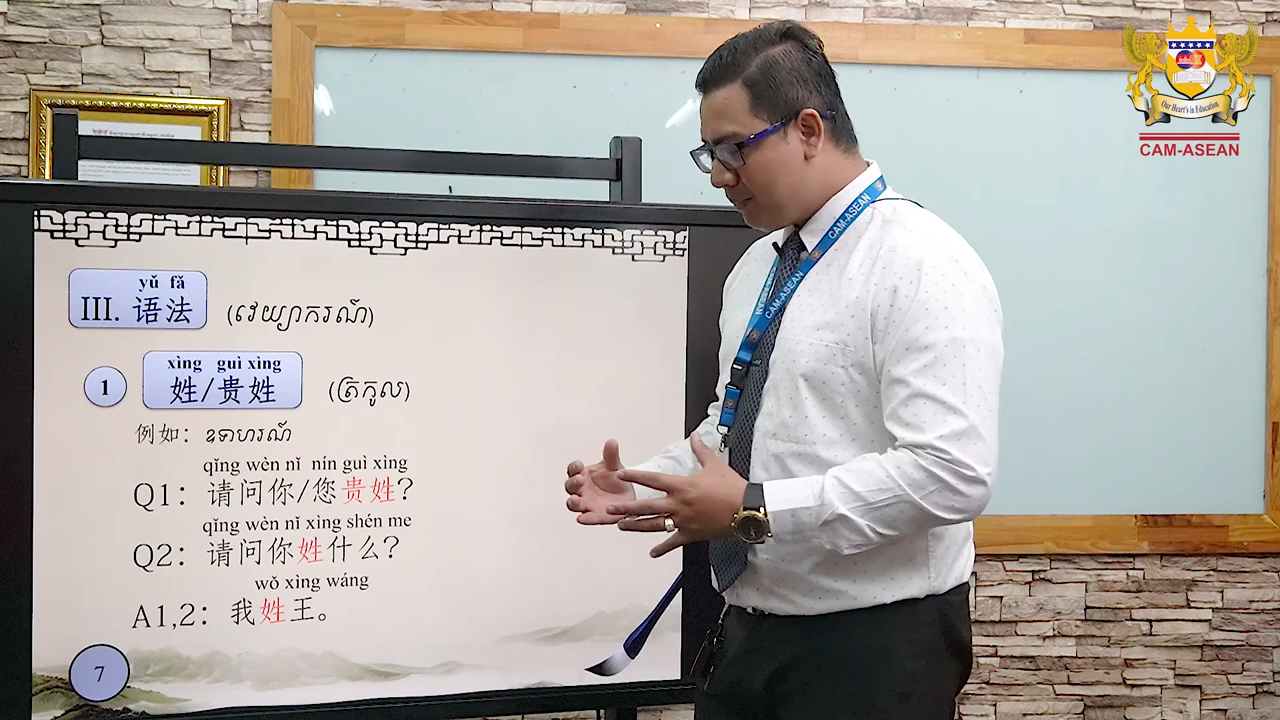 Our Heart's in Education
CAM-ASEAN
yǔ fǎ
III. 语法 (វេយ្យាករណ៍)
xìng guì xìng
1 姓/贵姓 (ត្រកូល)
例如: ឧទាហរណ៍
qǐng wèn nǐ nín guì xìng
Q1: 请问你/您贵姓?
qǐng wèn nǐ xìng shén me
Q2: 请问你姓什么?
wǒ xìng wáng
A1,2: 我姓王。
7
CAM-ASEAN
CAM-ASEAN